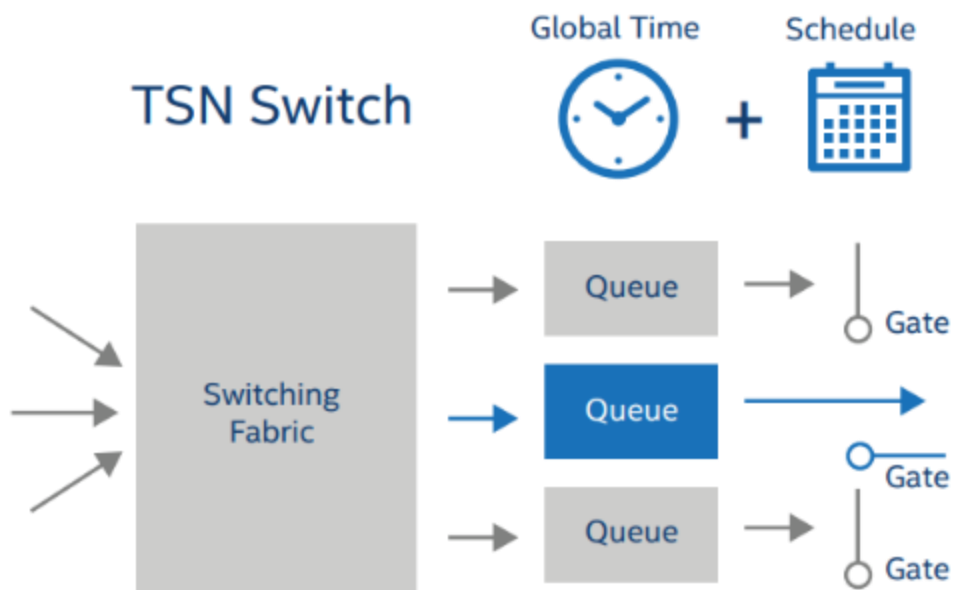 Global Time
Schedule
TSN Switch
Queue
Gate
Switching
Fabric
Queue
Gate
Queue
Gate